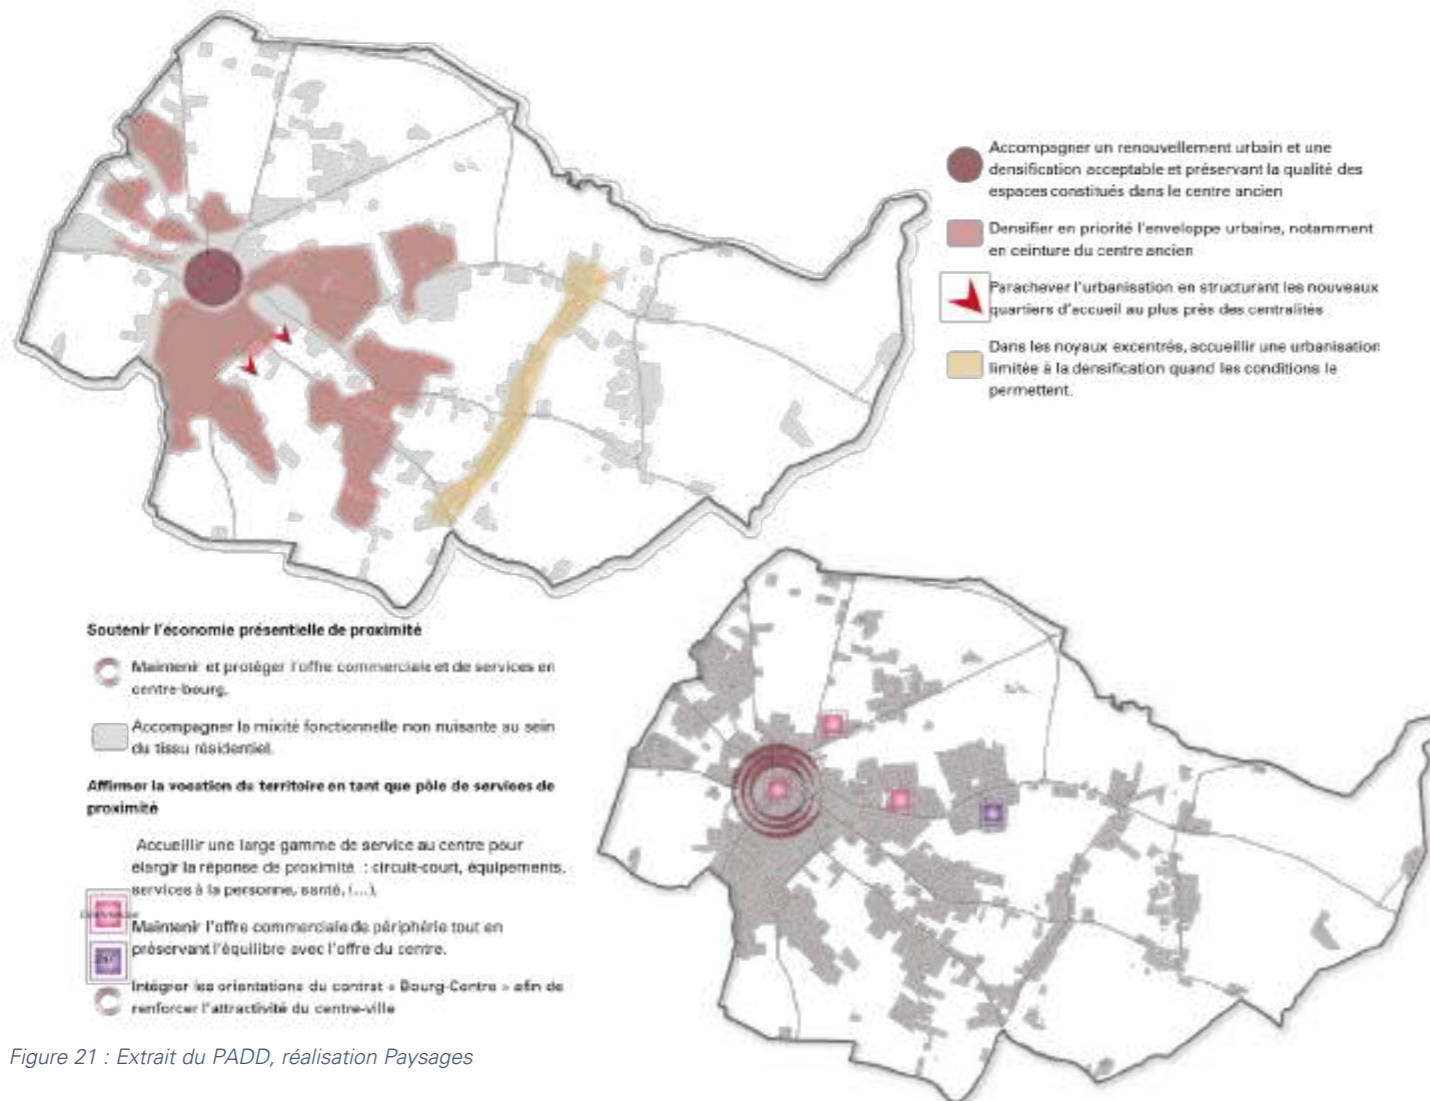 Accompagner un renouvellement urbain et une
densification acceptable et préservant la qualité des
espaces constitués dans le centre ancien
Densifier en priorité l'enveloppe urbaine, notamment
en ceinture du centre ancien
Parachever l'urbanisation en structurant les nouveaux
quartiers d'accueil au plus près des centralités
Dans les noyaux excentrés, accueillir une urbanisation
limitée à la densification quand les conditions le
permettent.
Soutenir l'économie présentielle de proximité
Maintenir et protéger l'offre commerciale et de services en
centre-bourg.
Accompagner la mixité fonctionnelle non nuisante au sein
du tissu résidentiel.
Affirmer la vocation du territoire en tant que pôle de services de
proximité
Accueillir une large gamme de service au centre pour
élargir la réponse de proximité : circuit-court, équipements,
services à la personne, santé, (...).
Maintenir l'offre commerciale de périphérie tout en
préservant l'équilibre avec l'offre du centre.
Intégrer les orientations du contrat « Bourg-Centre » afin de
renforcer l'attractivité du centre-ville
Figure 21 : Extrait du PADD, réalisation Paysages